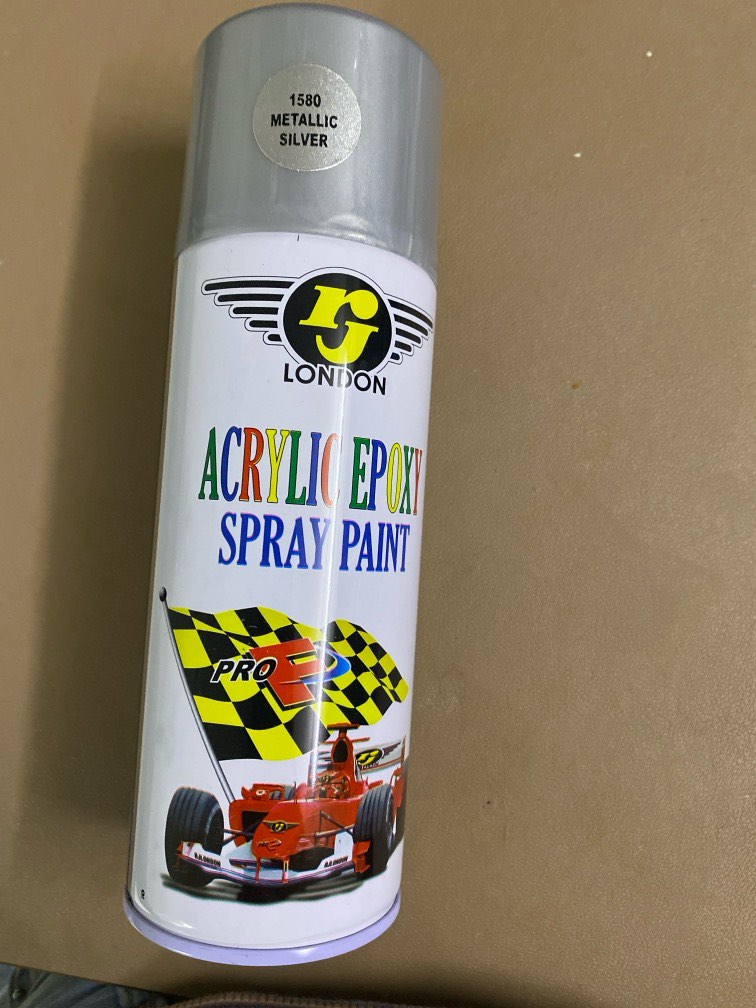 1580
METALLIC
SILVER
rj
LONDON
ACRYLIC EPOXY
SPRAY PAINT
PRO